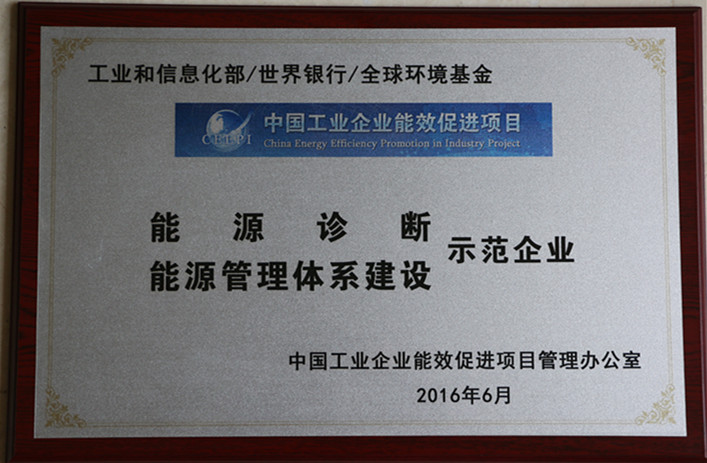 工业和信息化部/世界银行/全球环境基金
CEEPI
中国工业企业能效促进项目
China Energy Efficiency Promotion in Industry Project
能源诊断
能源管理体系建设
示范企业
中国工业企业能效促进项目管理办公室
2016年6月